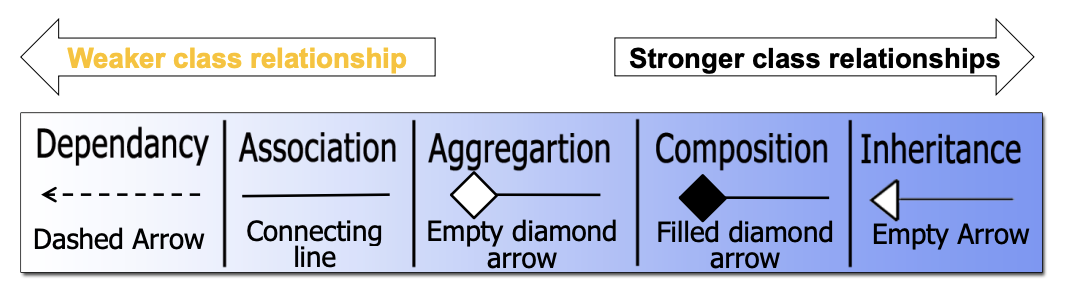 Weaker class relationship
Stronger class relationships
Dependancy
Dashed Arrow
Association
Connecting
line
Aggregartion
Empty diamond
arrow
Composition
Filled diamond
arrow
Inheritance
Empty Arrow